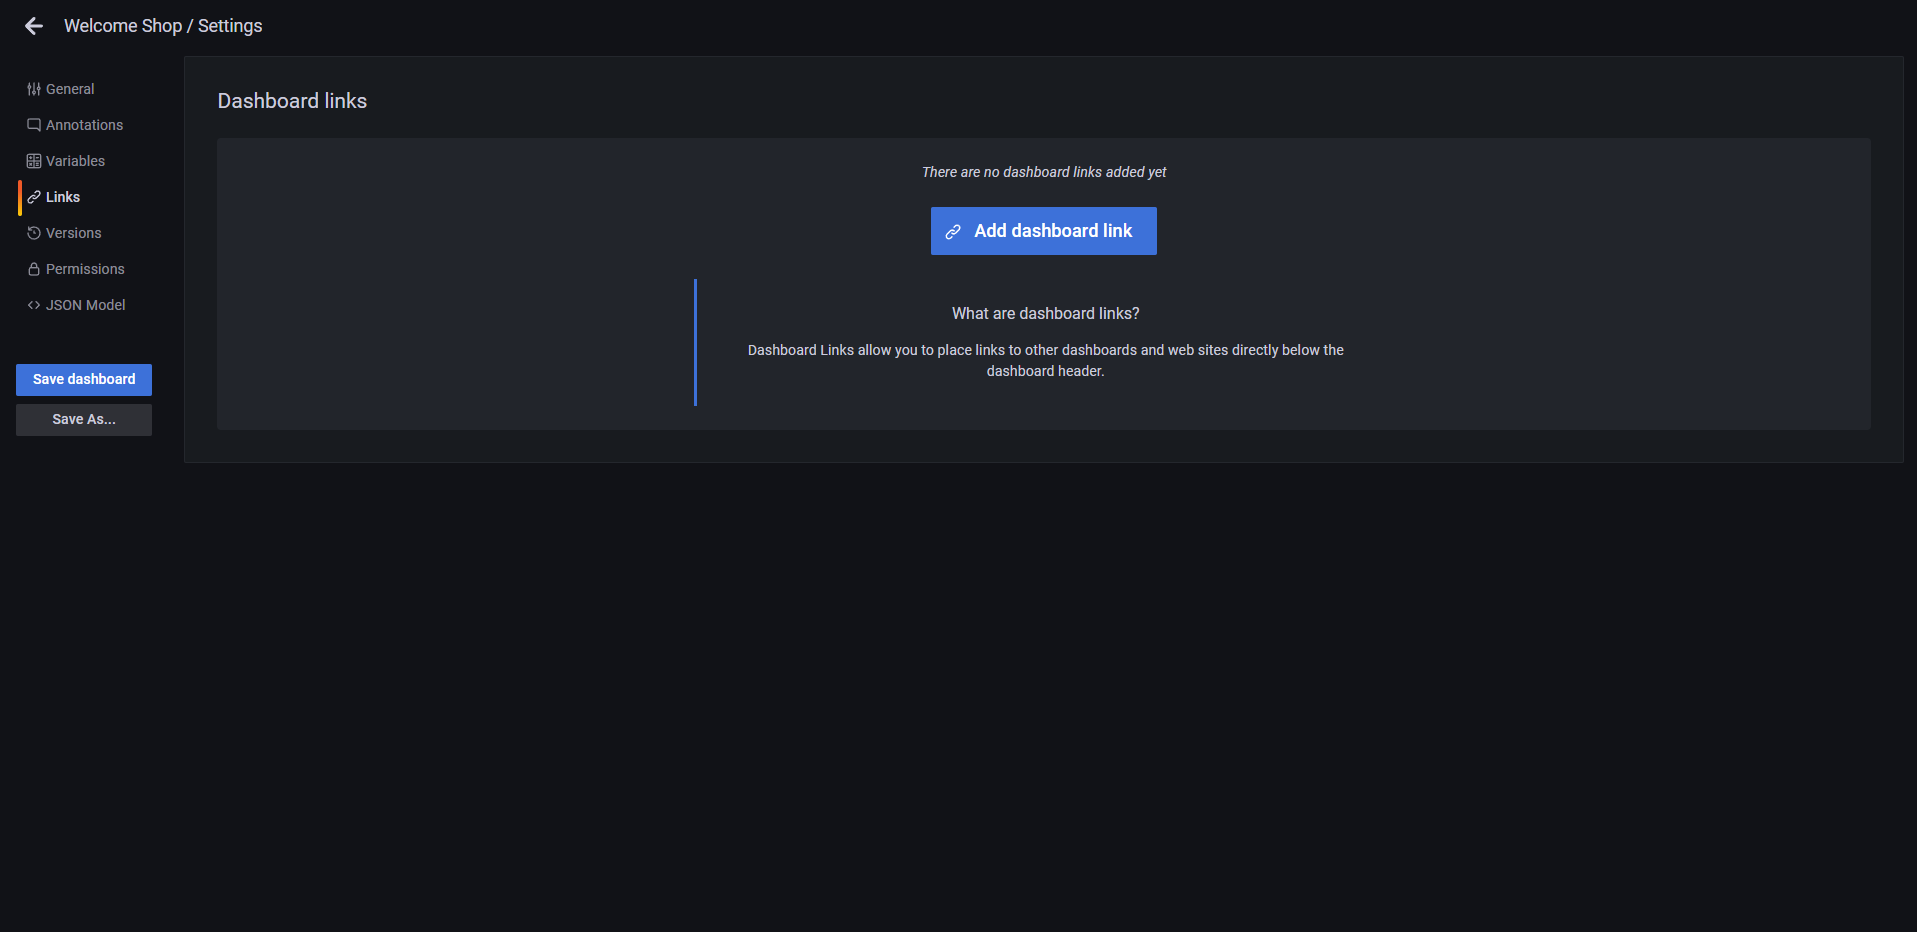 Welcome Shop / Settings
General
Annotations
Variables
Links
Versions
Permissions
JSON Model
Save dashboard
Save As...
Dashboard links
There are no dashboard links added yet
Add dashboard link
What are dashboard links?
Dashboard Links allow you to place links to other dashboards and web sites directly below the
dashboard header.